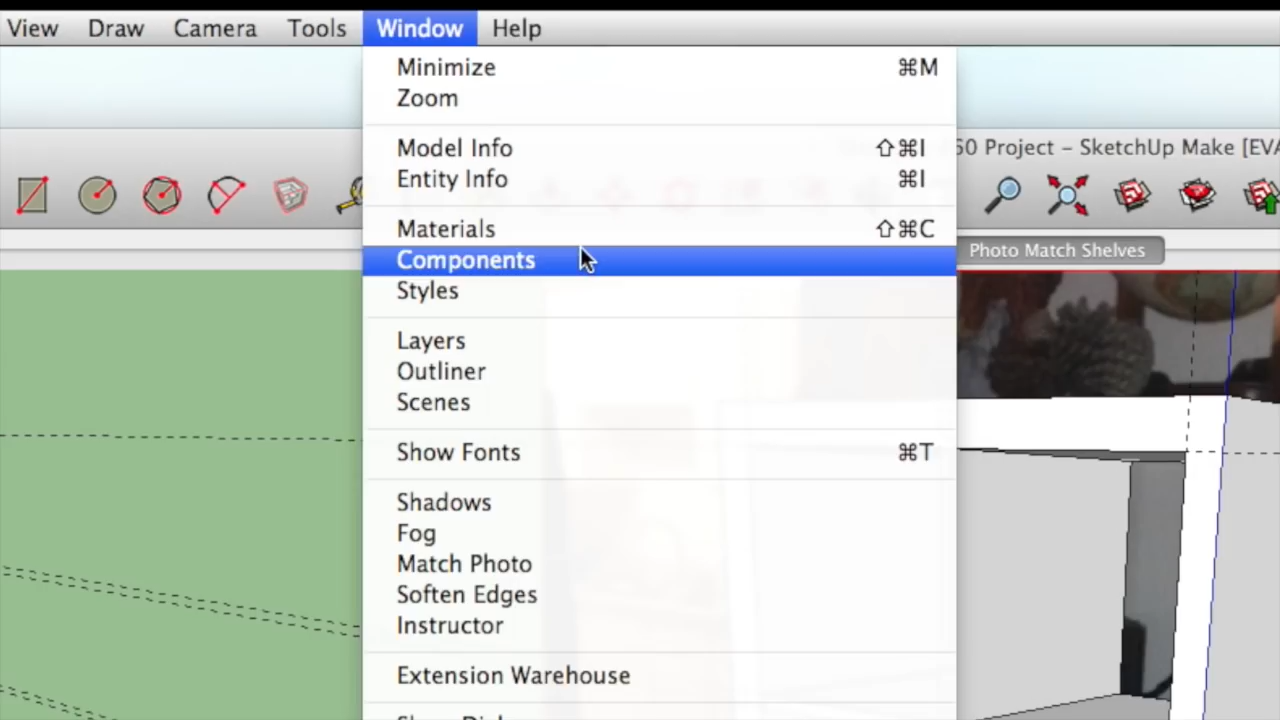 View Draw Camera Tools Window Help
Minimize ⌘M
Zoom
Model Info ⇧⌘I
60 Project – SketchUp Make [EVA
Entity Info ⌘I
Materials ⇧⌘C
Photo Match Shelves
Components
Styles
Layers
Outliner
Scenes
Show Fonts ⌘T
Shadows
Fog
Match Photo
Soften Edges
Instructor
Extension Warehouse